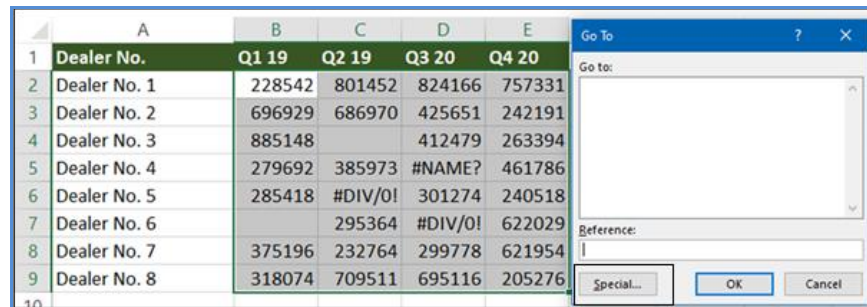 A B C D E
1 Dealer No. Q1 19 Q2 19 Q3 20 Q4 20
2 Dealer No. 1 228542 801452 824166 757331
3 Dealer No. 2 696929 686970 425651 242191
4 Dealer No. 3 885148 412479 263394
5 Dealer No. 4 279692 385973 #NAME? 461786
6 Dealer No. 5 285418 #DIV/0! 301274 240518
7 Dealer No. 6 295364 #DIV/0! 622029
8 Dealer No. 7 375196 232764 299778 621954
9 Dealer No. 8 318074 709511 695116 205276
10
Go To ? ×
Go to:
Reference:
Special... OK Cancel